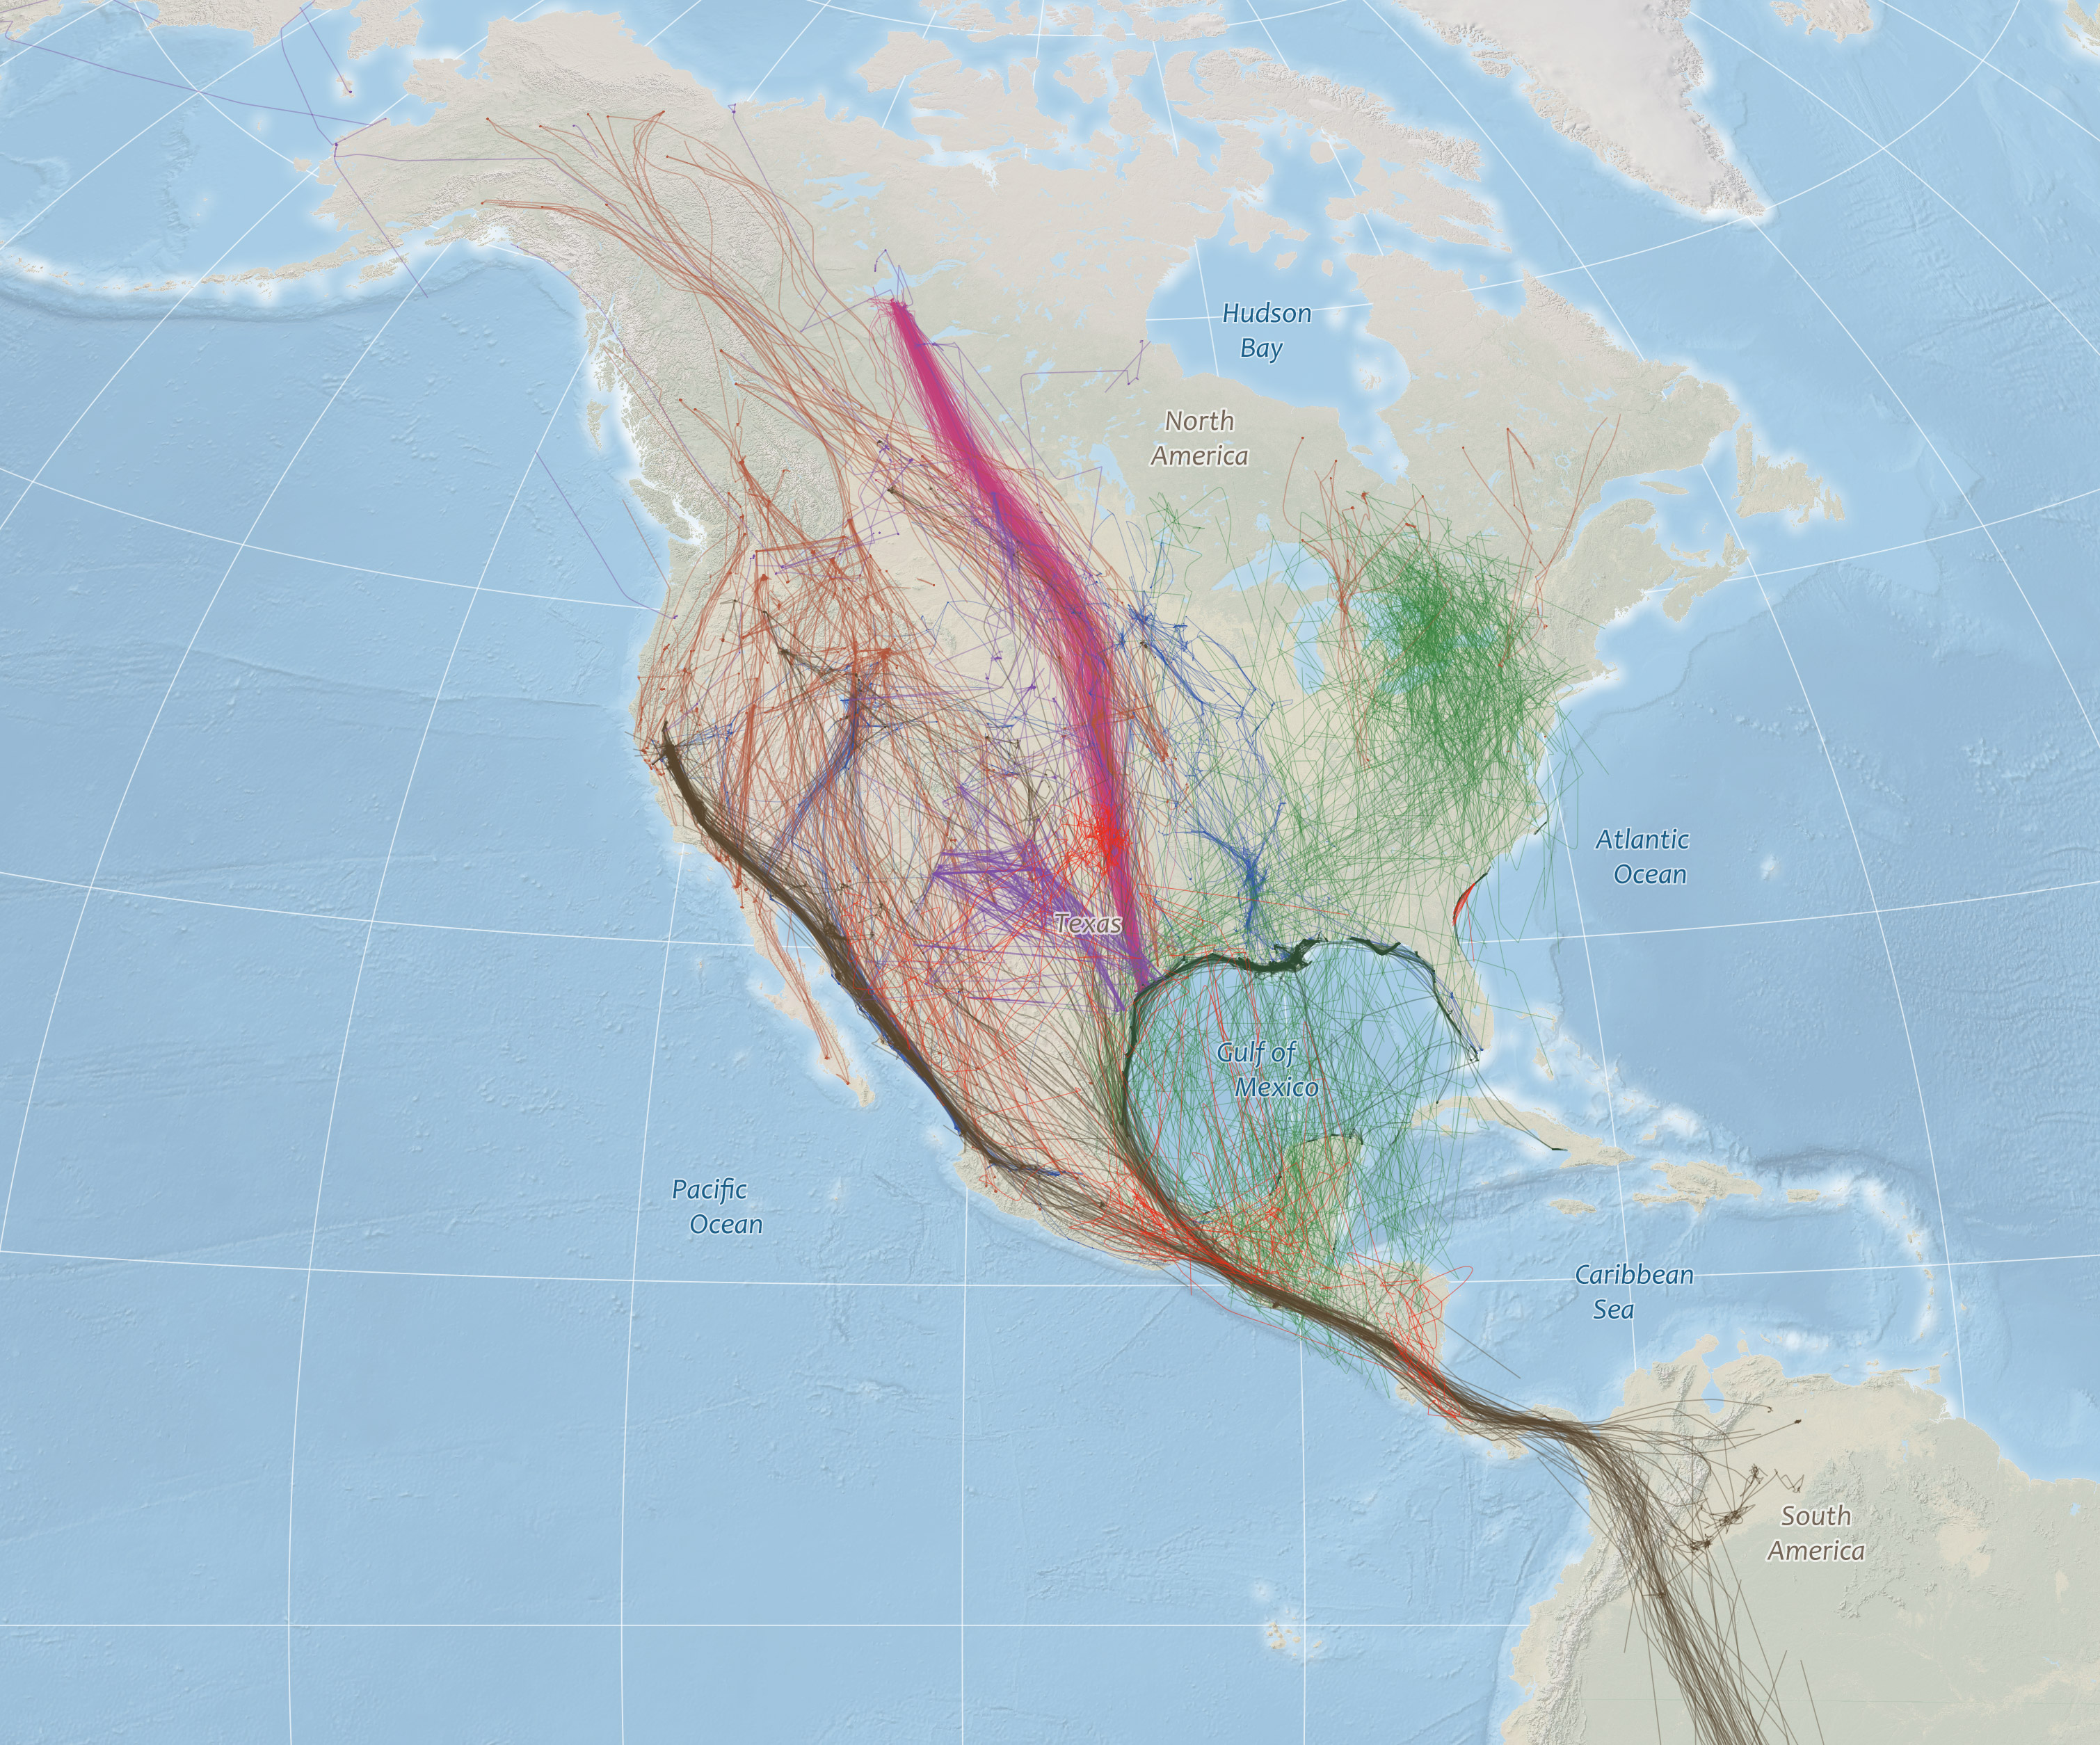 Hudson
Bay
North
America
Atlantic
Ocean
Texas
Gulf of
Mexico
Pacific
Ocean
Caribbean
Sea
South
America